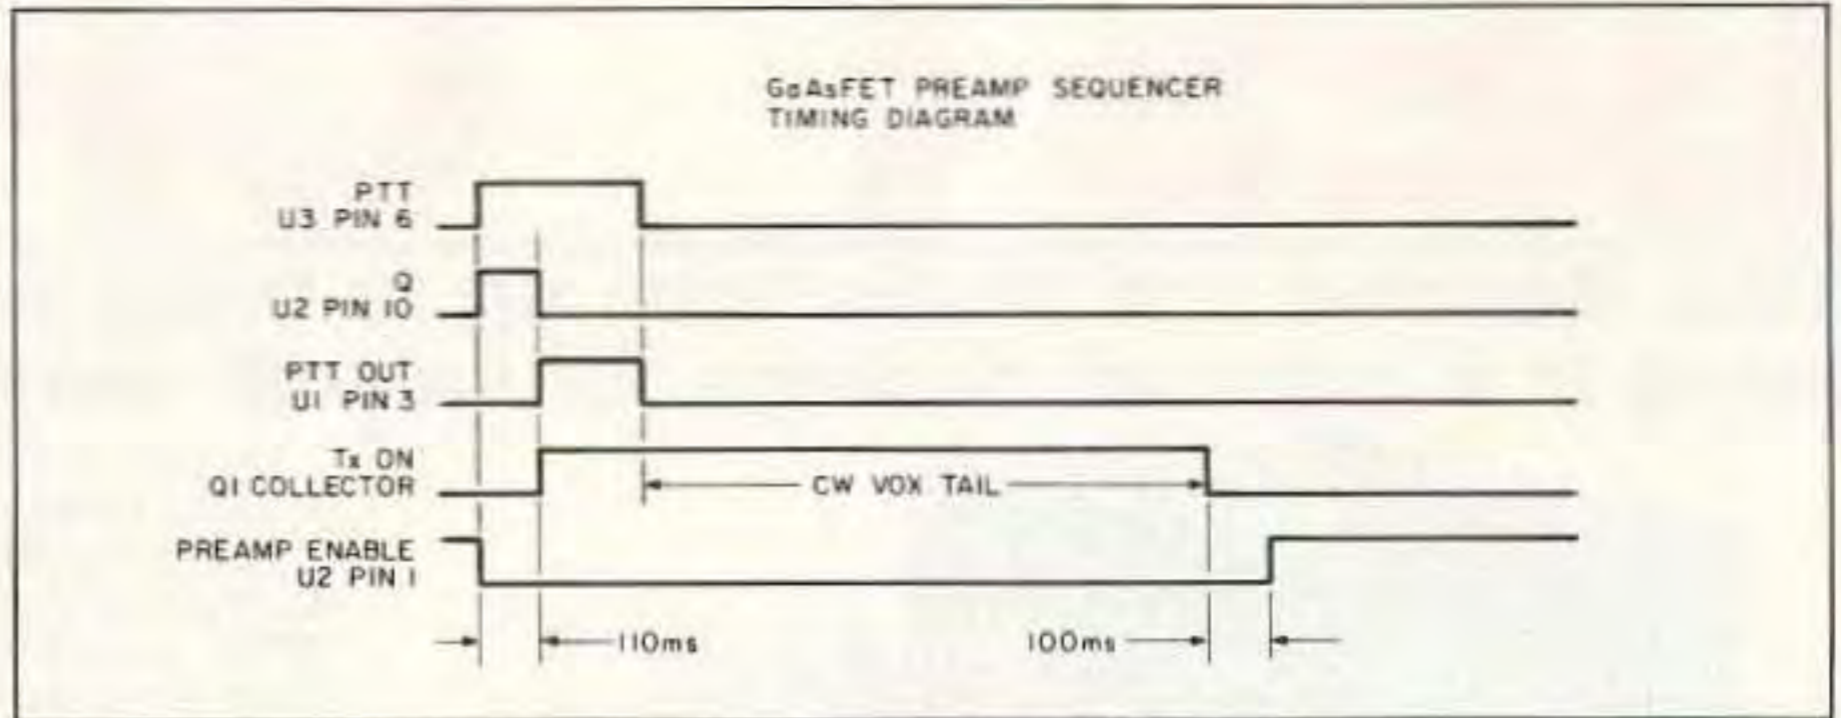 GaAsFET PREAMP SEQUENCER
TIMING DIAGRAM
PTT
U3 PIN 6
Q
U2 PIN 10
PTT OUT
U1 PIN 3
Tx ON
Q1 COLLECTOR
CW VOX TAIL
PREAMP ENABLE
U2 PIN 1
110ms
100ms